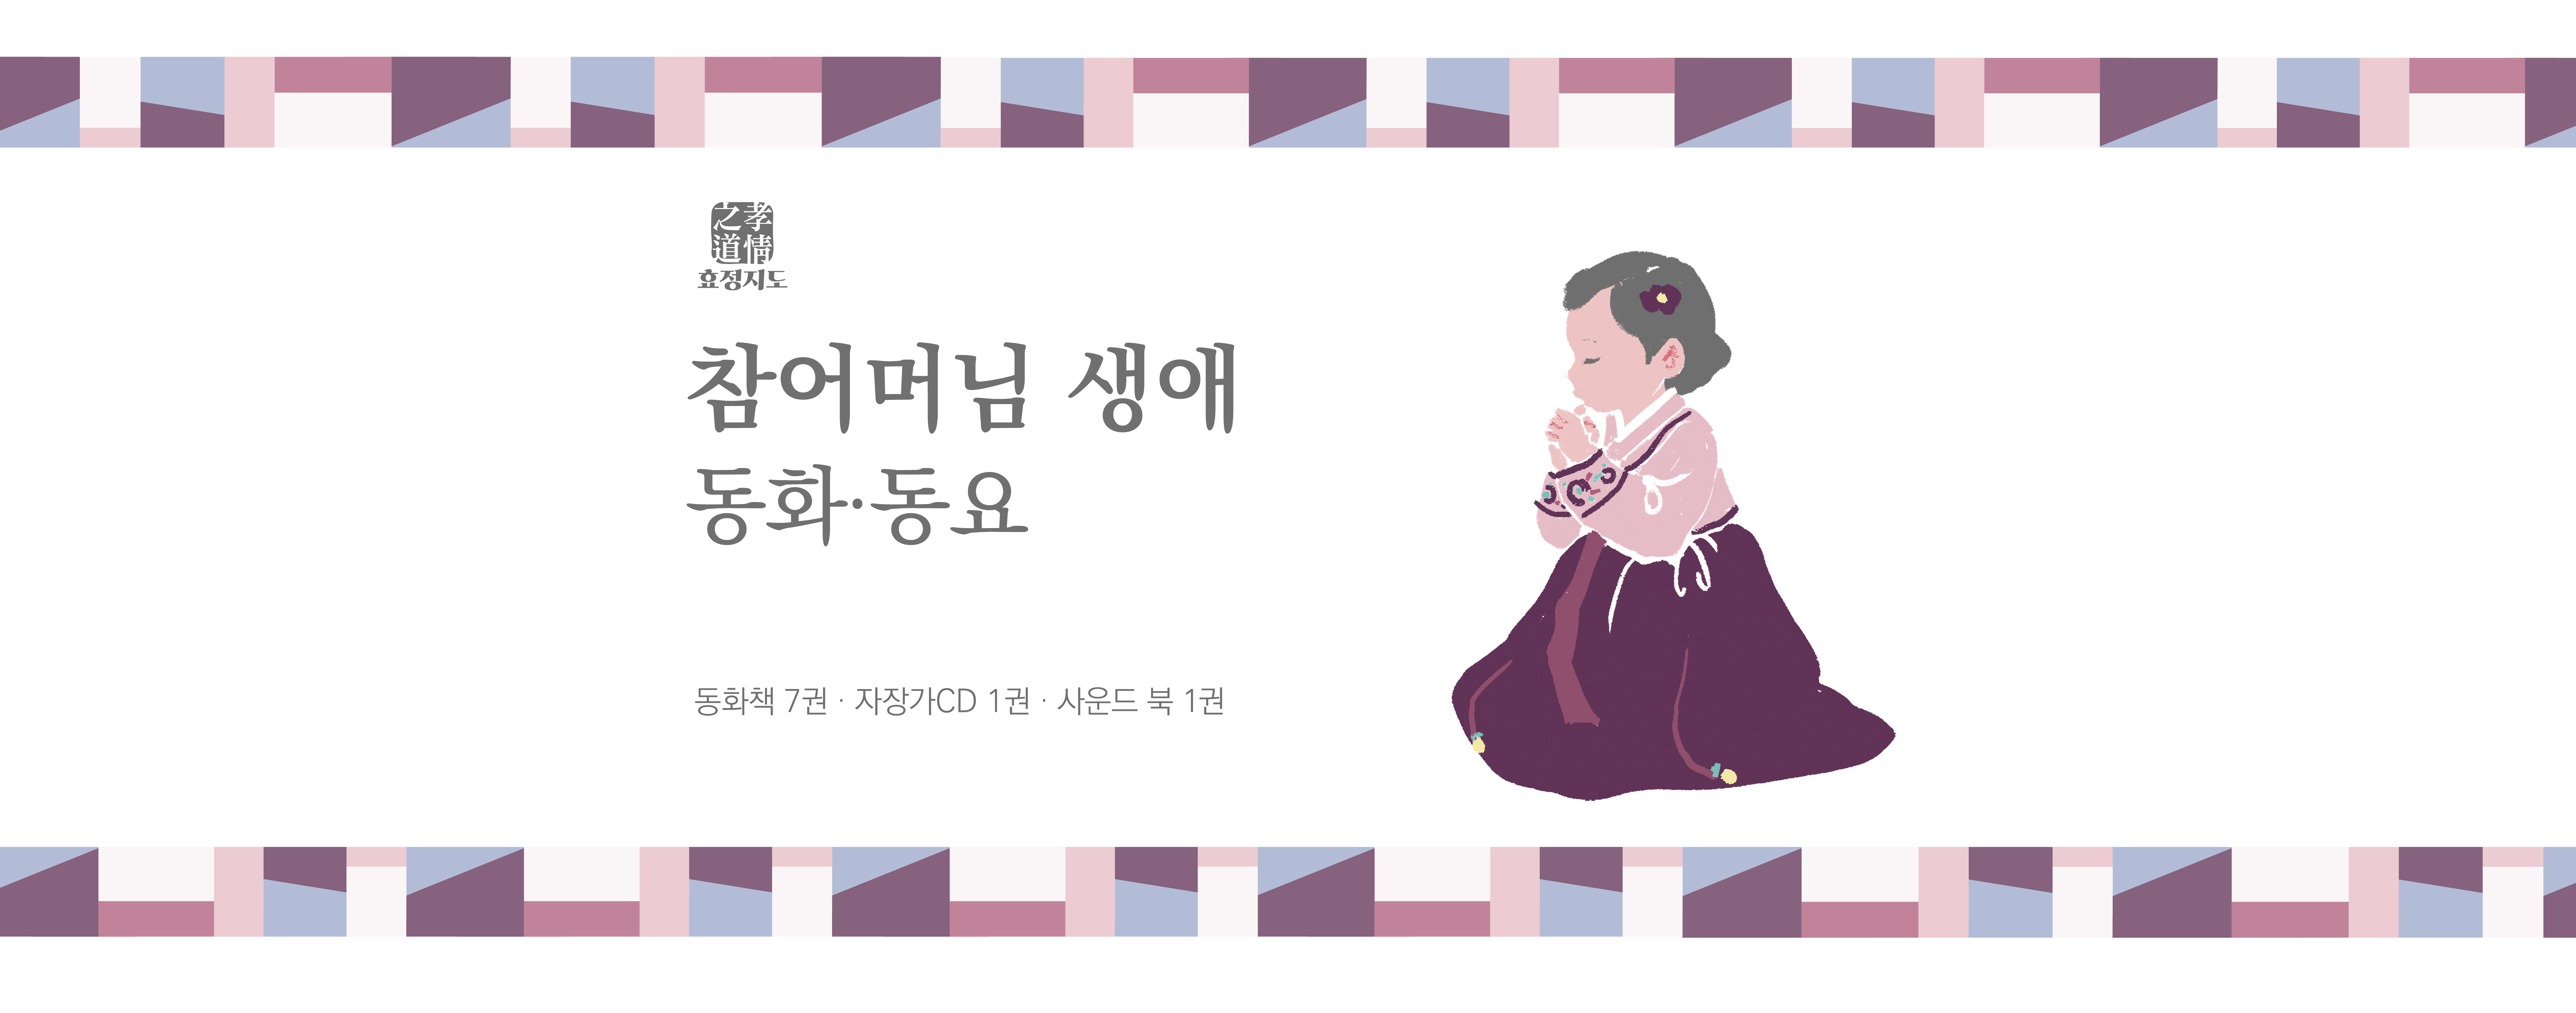 孝情
之道
효정지도
참어머님 생애
동화·동요
동화책 7권 · 자장가CD 1권 · 사운드 북 1권